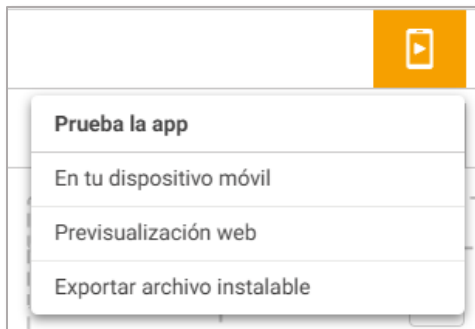 Prueba la app
En tu dispositivo móvil
Previsualización web
Exportar archivo instalable